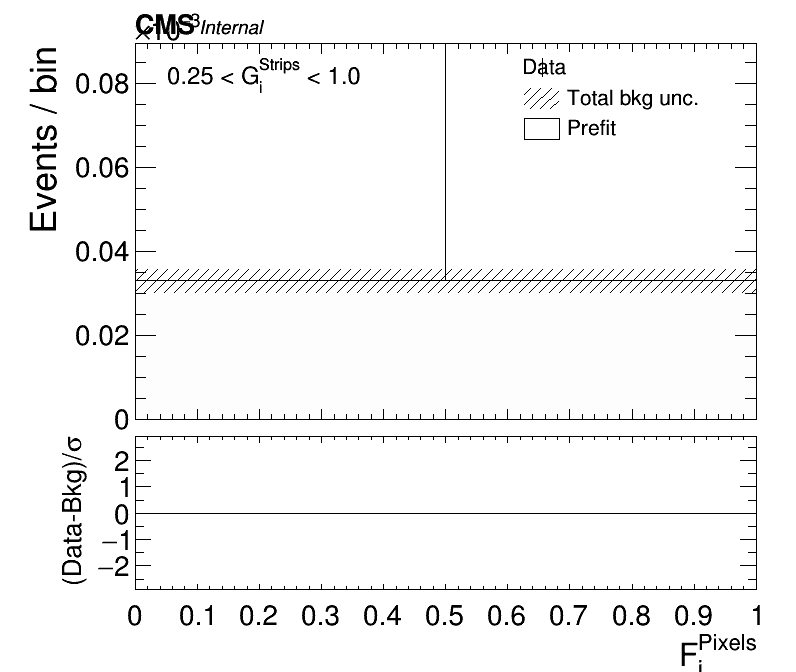 CMS Internal
×10⁻³
0.25 < G_i^Strips < 1.0
Data
Total bkg unc.
Prefit
Events / bin
0.08
0.06
0.04
0.02
0
(Data-Bkg)/σ
2
1
0
−1
−2
0 0.1 0.2 0.3 0.4 0.5 0.6 0.7 0.8 0.9 1
F_i^Pixels